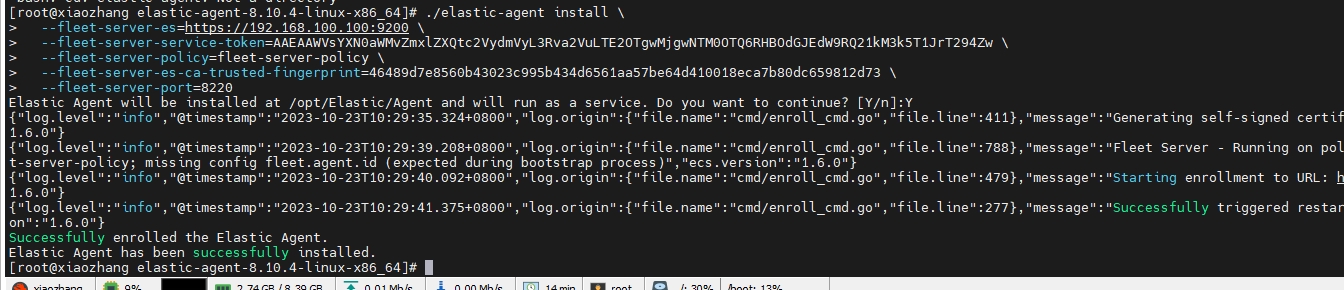 [root@xiaozhang elastic-agent-8.10.4-linux-x86_64]# ./elastic-agent install \
>   --fleet-server-es=https://192.168.100.100:9200 \
>   --fleet-server-service-token=AAEAAWVsYXN0aWMvZmxlZXQtc2VydmVyL3Rva2VuLTE2OTgwMjgwNTM0OTQ6RHBOdGJEdW9RQ21kM3k5T1JrT294Zw \
>   --fleet-server-policy=fleet-server-policy \
>   --fleet-server-es-ca-trusted-fingerprint=46489d7e8560b43023c995b434d6561aa57be64d410018eca7b80dc659812d73 \
>   --fleet-server-port=8220
Elastic Agent will be installed at /opt/Elastic/Agent and will run as a service. Do you want to continue? [Y/n]:Y
{"log.level":"info","@timestamp":"2023-10-23T10:29:35.324+0800","log.origin":{"file.name":"cmd/enroll_cmd.go","file.line":411},"message":"Generating self-signed certif
1.6.0"}
{"log.level":"info","@timestamp":"2023-10-23T10:29:39.208+0800","log.origin":{"file.name":"cmd/enroll_cmd.go","file.line":788},"message":"Fleet Server - Running on pol
t-server-policy; missing config fleet.agent.id (expected during bootstrap process)","ecs.version":"1.6.0"}
{"log.level":"info","@timestamp":"2023-10-23T10:29:40.092+0800","log.origin":{"file.name":"cmd/enroll_cmd.go","file.line":479},"message":"Starting enrollment to URL: h
1.6.0"}
{"log.level":"info","@timestamp":"2023-10-23T10:29:41.375+0800","log.origin":{"file.name":"cmd/enroll_cmd.go","file.line":277},"message":"Successfully triggered restar
on":"1.6.0"}
Successfully enrolled the Elastic Agent.
Elastic Agent has been successfully installed.
[root@xiaozhang elastic-agent-8.10.4-linux-x86_64]#
xiaozhang 9% 2.74 GB / 8.39 GB 0.01 Mb/s 0.00 Mb/s 14 min root /: 30% /boot: 13%